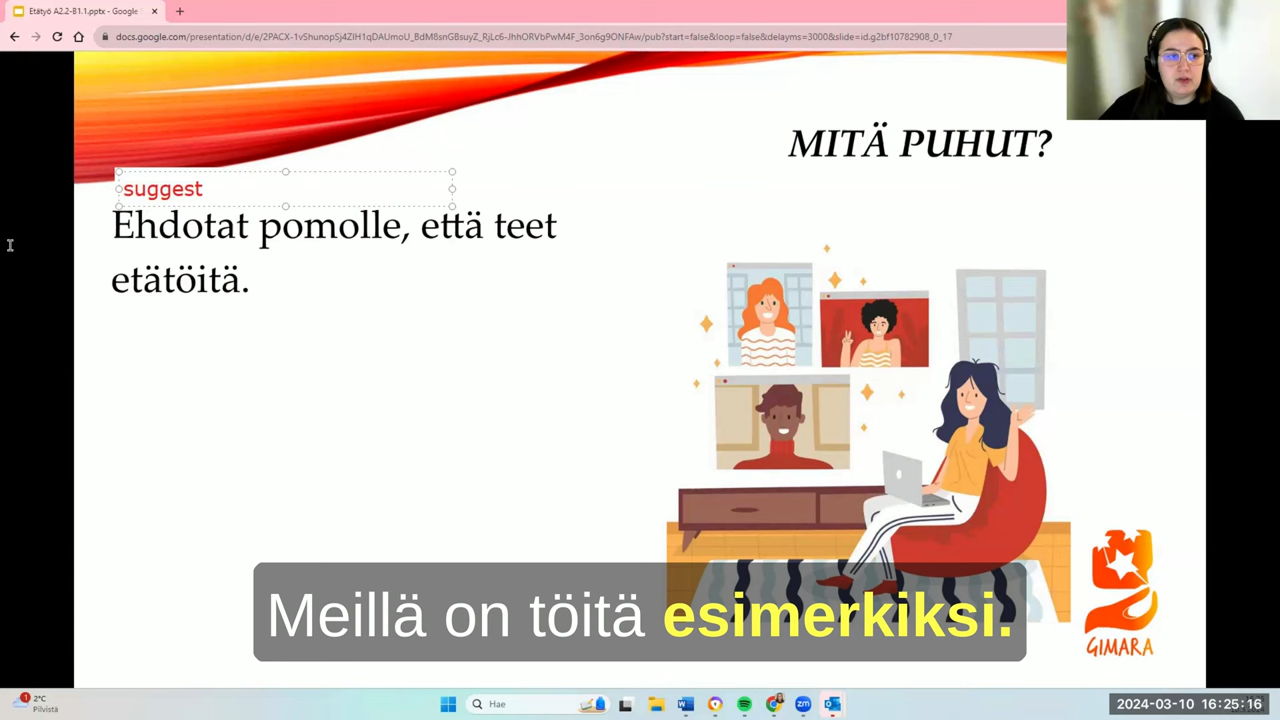 Etätyö A2.2-B1.1.pptx - Google
docs.google.com/presentation/d/e/2PACX-1vShunopSj4ZIH1qDAUmoU_BdM8snGBsuyZ_RjLc6-JhhORVbPwM4F_3on6g9ONFAw/pub?start=false&loop=false&delayms=3000&slide=id.g2bf10782908_0_17
MITÄ PUHUT?
suggest
Ehdotat pomolle, että teet
etätöitä.
Meillä on töitä esimerkiksi.
GIMARA
1
2°C
Pilvistä
Hae
2024-03-10 16:25:16